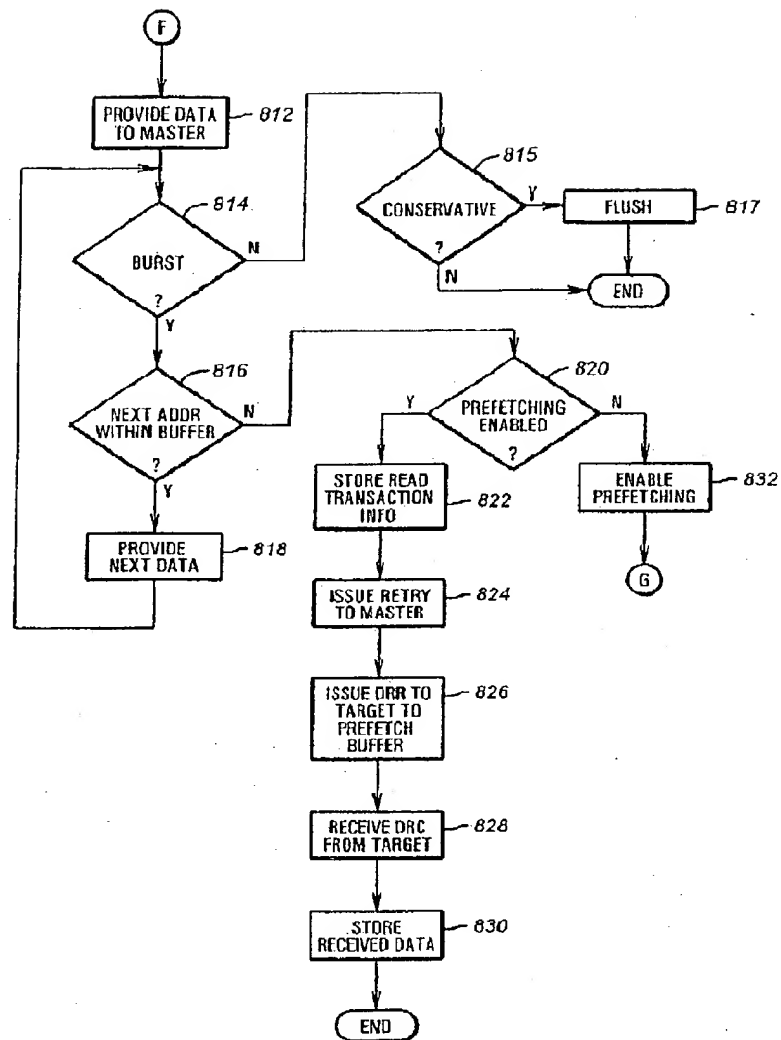 F
PROVIDE DATA
TO MASTER
812
814
BURST
?
N
Y
815
CONSERVATIVE
?
Y
N
FLUSH
817
END
816
NEXT ADDR
WITHIN BUFFER
?
N
Y
PROVIDE
NEXT DATA
818
820
PREFETCHING
ENABLED
?
Y
N
STORE READ
TRANSACTION
INFO
822
ENABLE
PREFETCHING
832
G
ISSUE RETRY
TO MASTER
824
ISSUE DRR TO
TARGET TO
PREFETCH
BUFFER
826
RECEIVE DRC
FROM TARGET
828
STORE
RECEIVED DATA
830
END